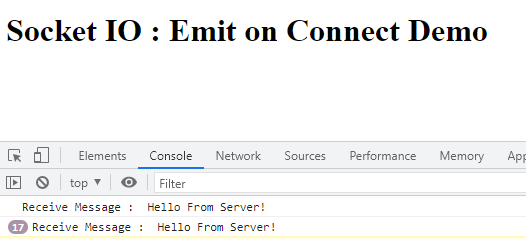 Socket IO : Emit on Connect Demo
Elements Console Network Sources Performance Memory App
top ▼ Filter
Receive Message :  Hello From Server!
17 Receive Message :  Hello From Server!